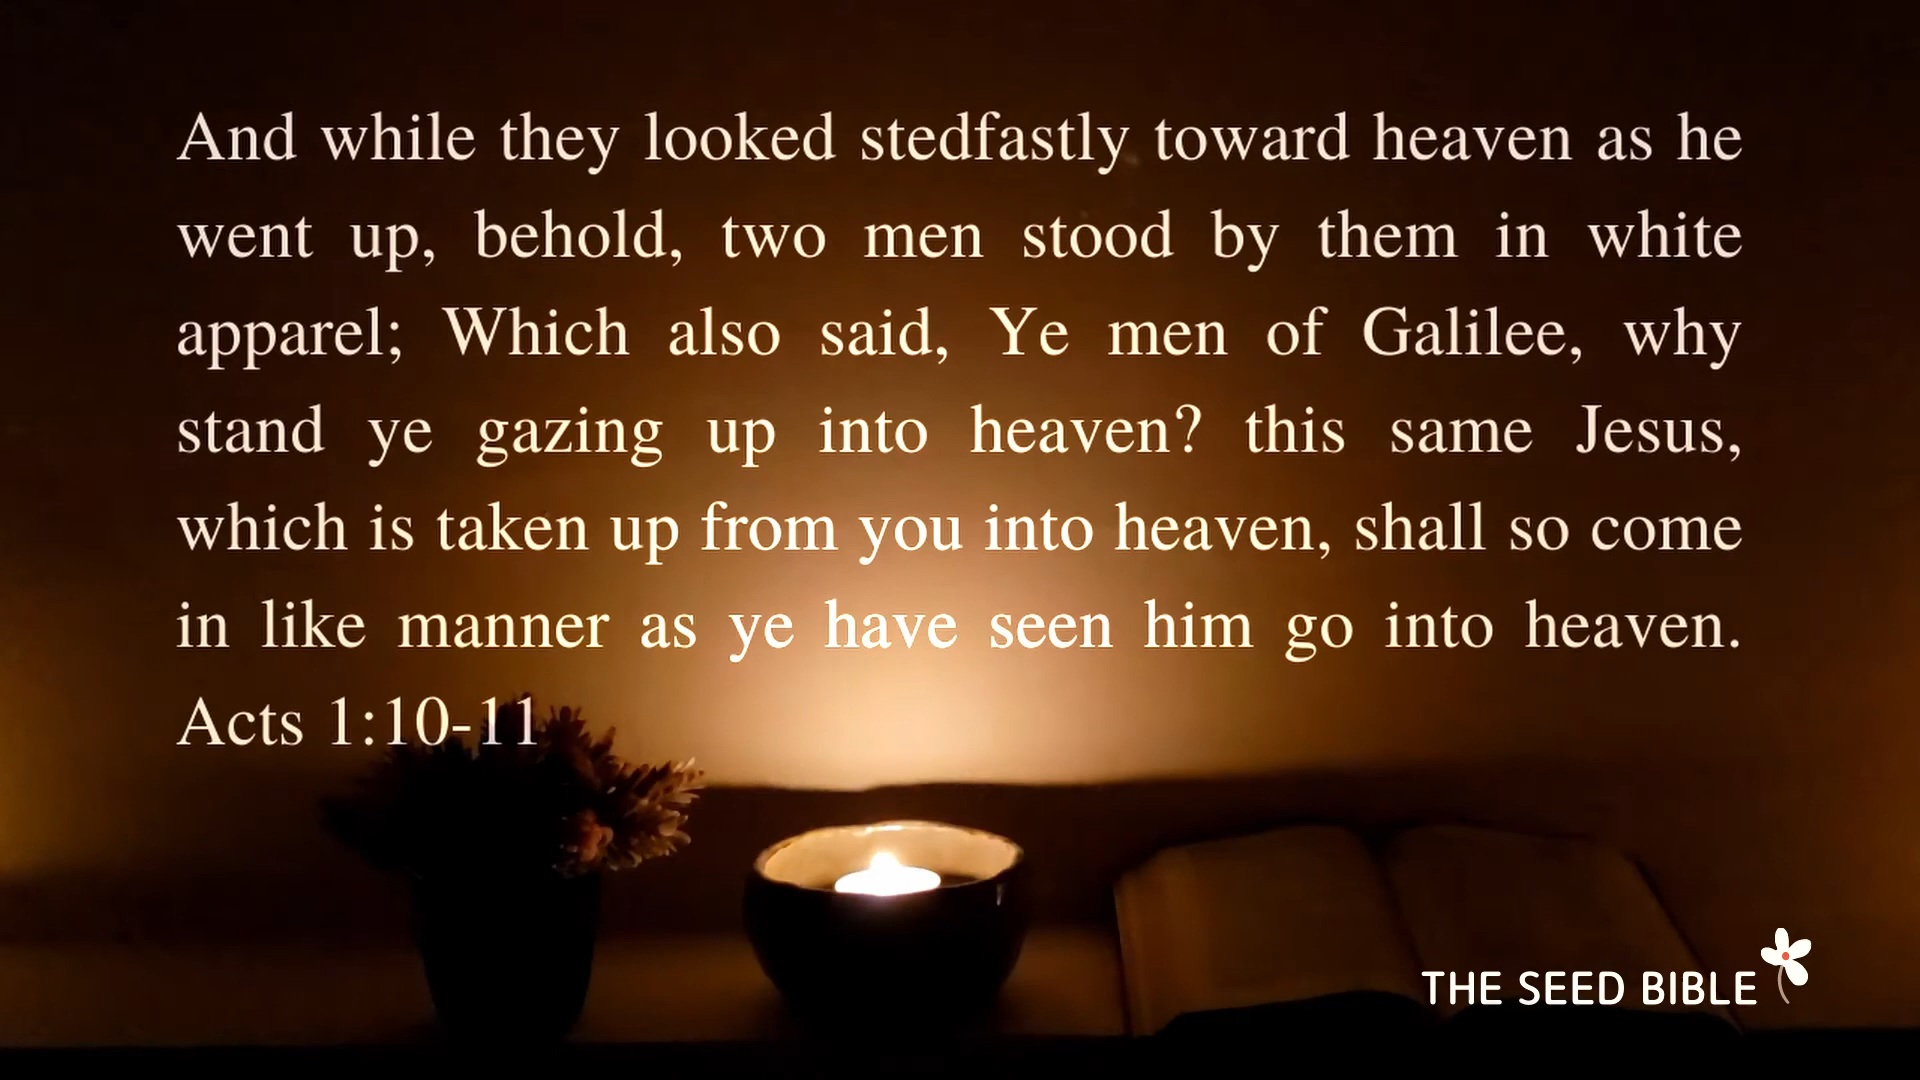 And while they looked stedfastly toward heaven as he
went up, behold, two men stood by them in white
apparel; Which also said, Ye men of Galilee, why
stand ye gazing up into heaven? this same Jesus,
which is taken up from you into heaven, shall so come
in like manner as ye have seen him go into heaven.
Acts 1:10-11
THE SEED BIBLE